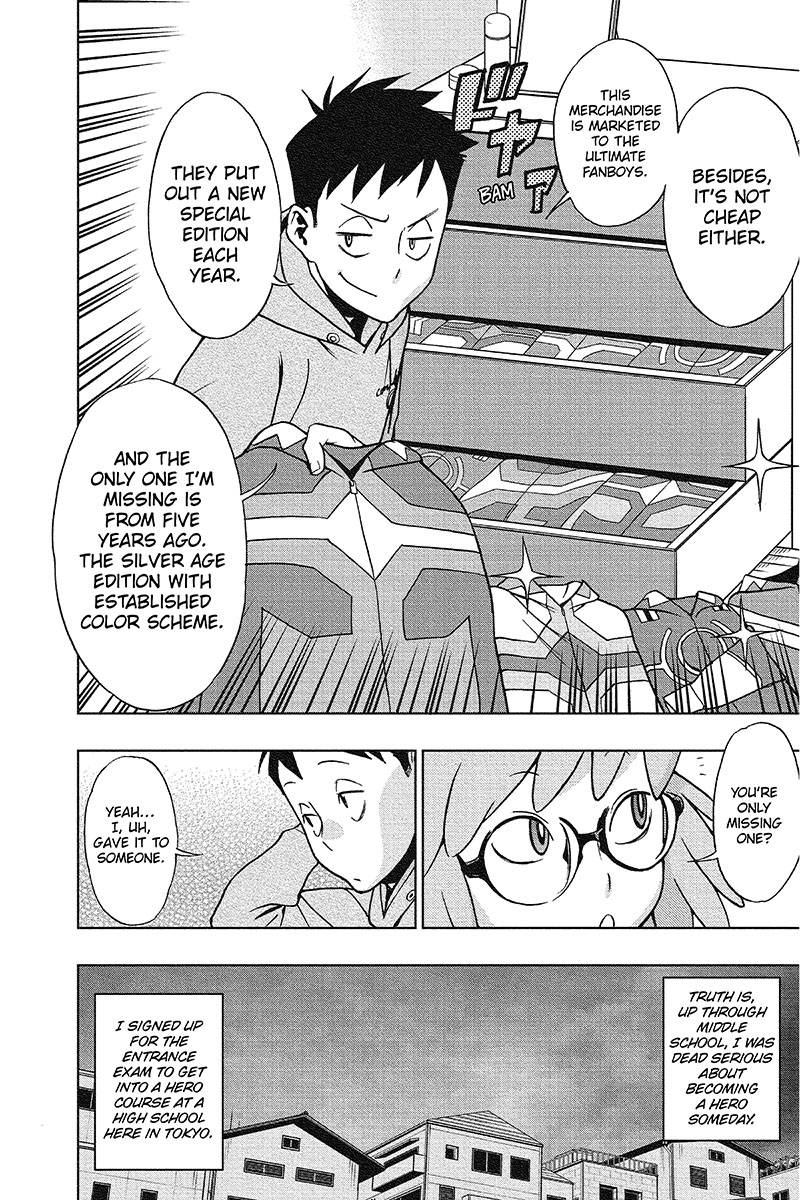 BESIDES,
IT'S NOT
CHEAP
EITHER.
THIS
MERCHANDISE
IS MARKETED
TO THE
ULTIMATE
FANBOYS.
ドヤァ
BAM
THEY PUT
OUT A NEW
SPECIAL
EDITION
EACH
YEAR.
AND THE
ONLY ONE I'M
MISSING IS
FROM FIVE
YEARS AGO.
THE SILVER AGE
EDITION WITH
ESTABLISHED
COLOR SCHEME.
YOU'RE
ONLY
MISSING
ONE?
YEAH...
I, UH,
GAVE IT TO
SOMEONE.
TRUTH IS,
UP THROUGH
MIDDLE
SCHOOL, I WAS
DEAD SERIOUS
ABOUT
BECOMING
A HERO
SOMEDAY.
I SIGNED UP
FOR THE
ENTRANCE
EXAM TO GET
INTO A HERO
COURSE AT A
HIGH SCHOOL
HERE IN TOKYO.